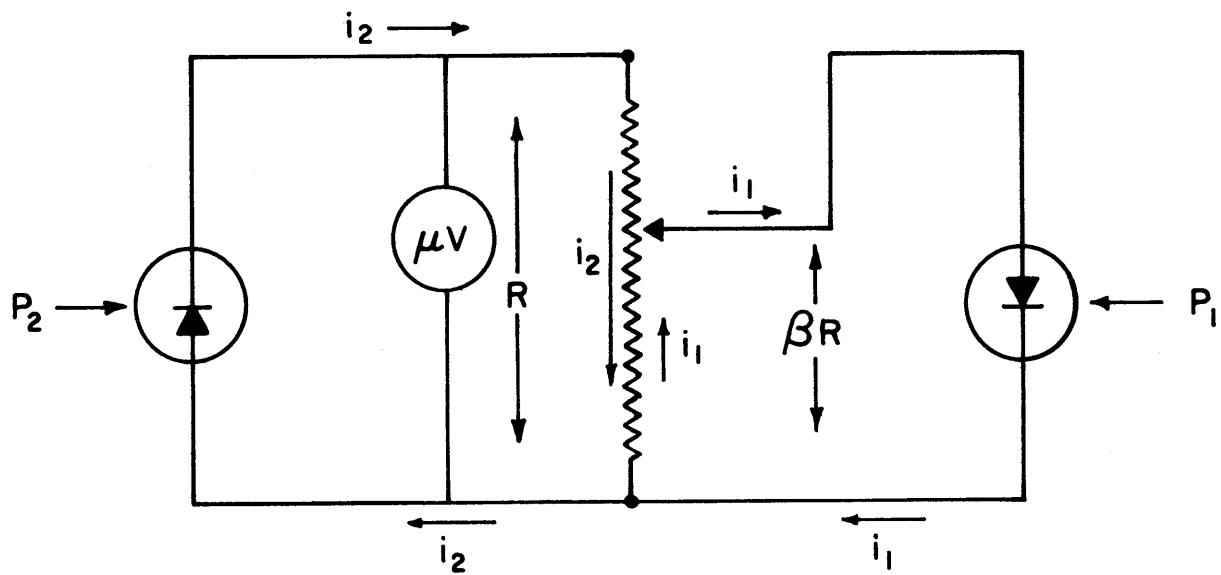 i₂
i₁
μV
i₂
R
P₂
P₁
βR
i₁
i₂
i₁